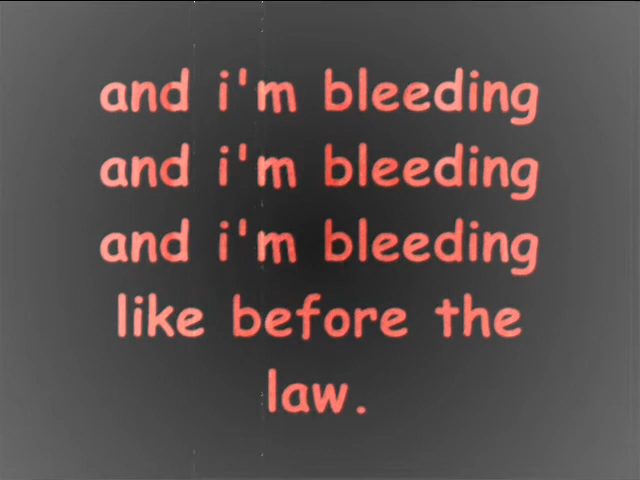 and i'm bleeding
and i'm bleeding
and i'm bleeding
like before the
law.